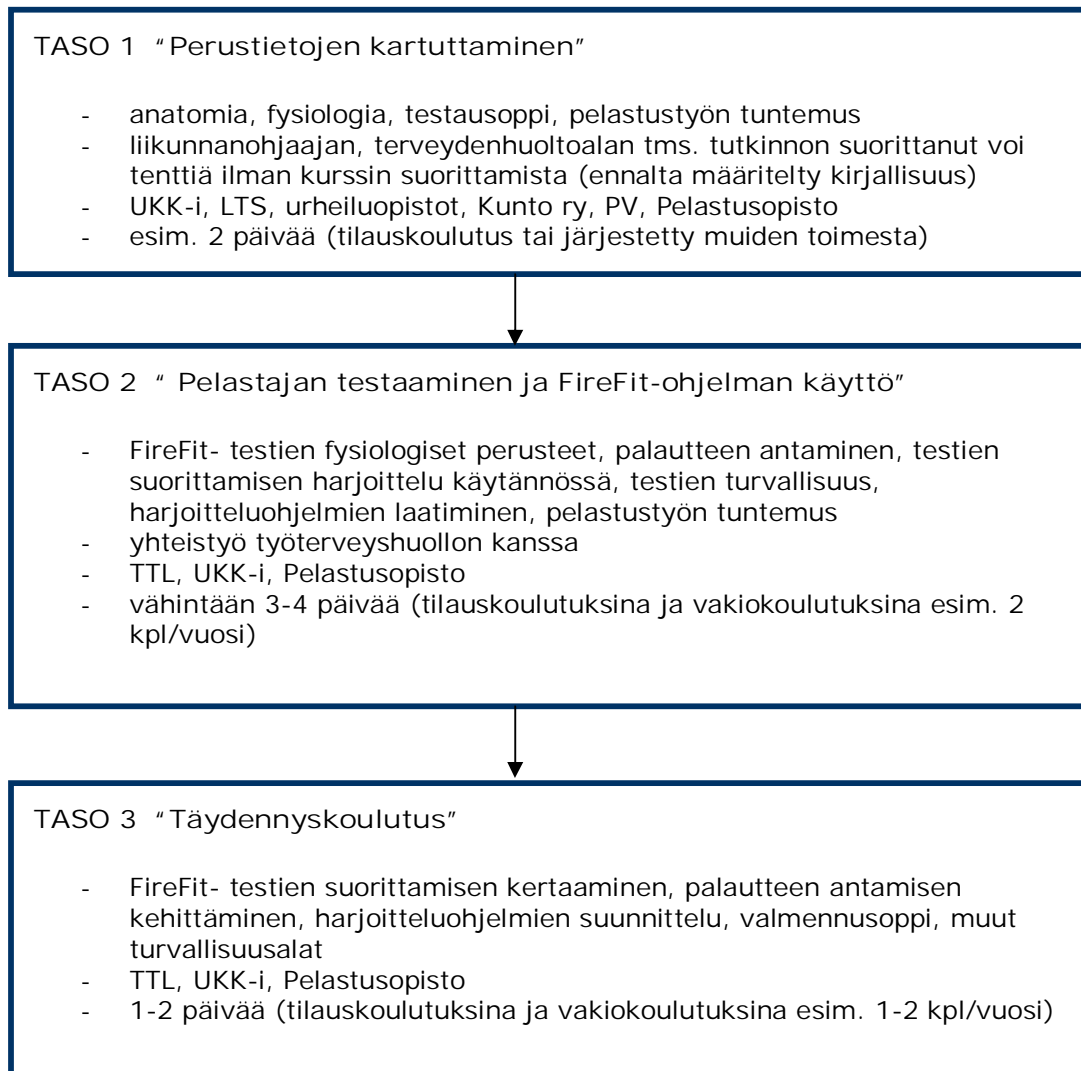 TASO 1 "Perustietojen kartuttaminen"
- anatomia, fysiologia, testausoppi, pelastustyön tuntemus
- liikunnanohjaajan, terveydenhuoltoalan tms. tutkinnon suorittanut voi
tenttiä ilman kurssin suorittamista (ennalta määritelty kirjallisuus)
- UKK-i, LTS, urheiluopistot, Kunto ry, PV, Pelastusopisto
- esim. 2 päivää (tilauskoulutus tai järjestetty muiden toimesta)
TASO 2 " Pelastajan testaaminen ja FireFit-ohjelman käyttö"
- FireFit- testien fysiologiset perusteet, palautteen antaminen, testien
suorittamisen harjoittelu käytännössä, testien turvallisuus,
harjoitteluohjelmien laatiminen, pelastustyön tuntemus
- yhteistyö työterveyshuollon kanssa
- TTL, UKK-i, Pelastusopisto
- vähintään 3-4 päivää (tilauskoulutuksina ja vakiokoulutuksina esim. 2
kpl/vuosi)
TASO 3 "Täydennyskoulutus"
- FireFit- testien suorittamisen kertaaminen, palautteen antamisen
kehittäminen, harjoitteluohjelmien suunnittelu, valmennusoppi, muut
turvallisuusalat
- TTL, UKK-i, Pelastusopisto
- 1-2 päivää (tilauskoulutuksina ja vakiokoulutuksina esim. 1-2 kpl/vuosi)